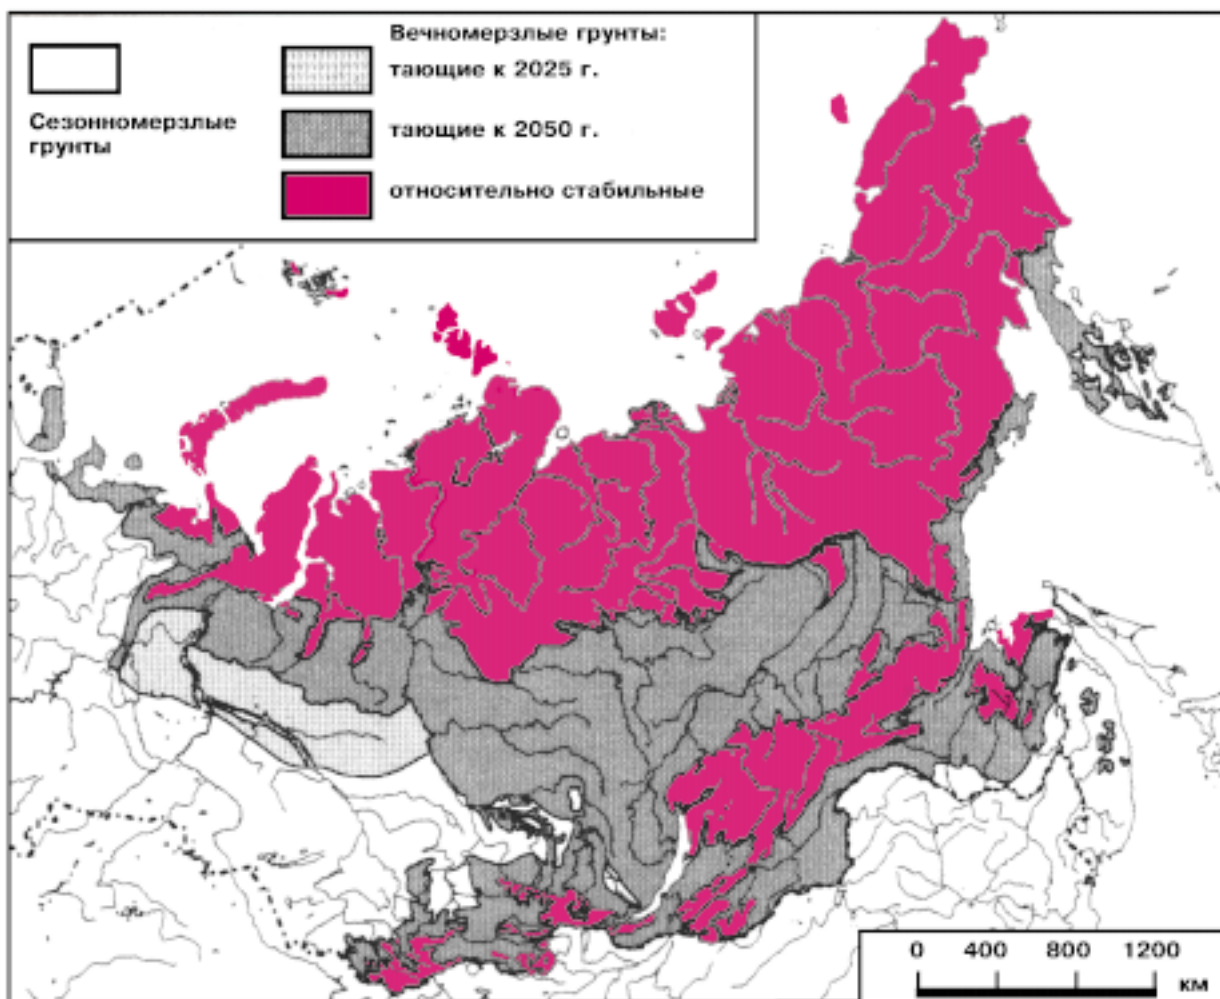 Сезонномерзлые
грунты
Вечномерзлые грунты:
тающие к 2025 г.
тающие к 2050 г.
относительно стабильные
0 400 800 1200
км